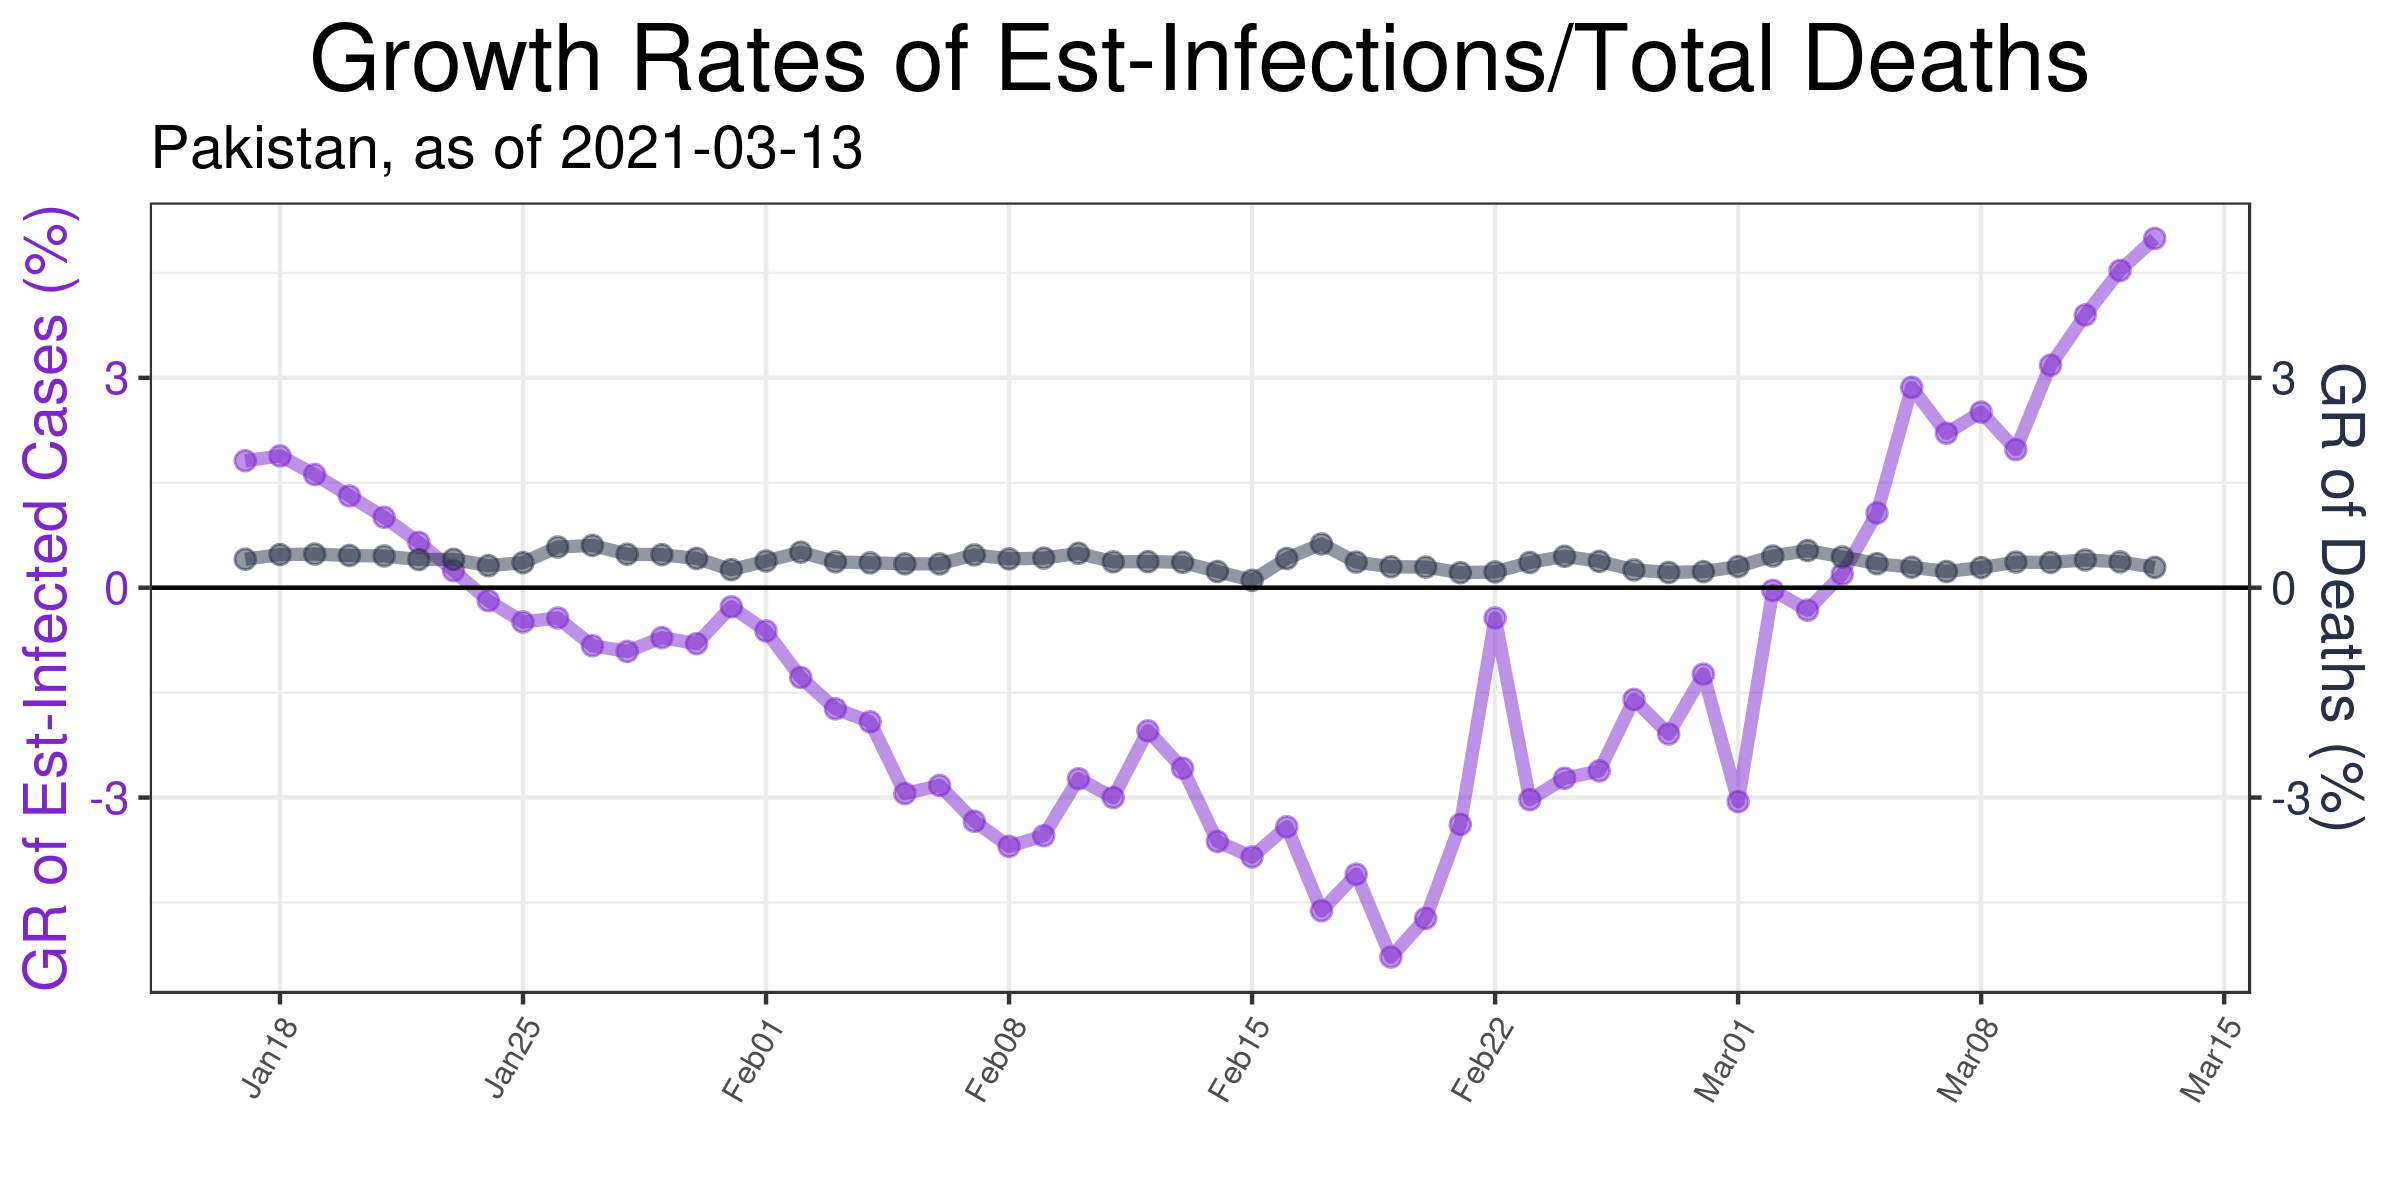 Growth Rates of Est-Infections/Total Deaths
Pakistan, as of 2021-03-13
GR of Est-Infected Cases (%)
3
0
-3
3
0
-3
GR of Deaths (%)
Jan18
Jan25
Feb01
Feb08
Feb15
Feb22
Mar01
Mar08
Mar15